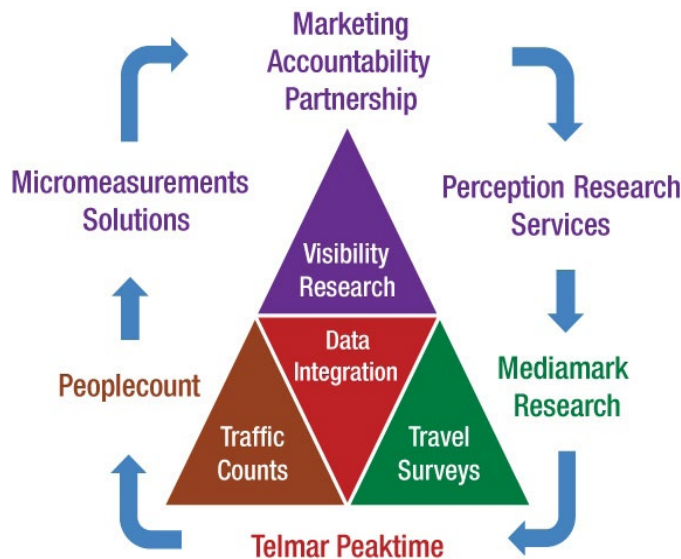 Marketing
Accountability
Partnership
Micromeasurements
Solutions
Perception Research
Services
Visibility
Research
Data
Integration
Peoplecount
Mediamark
Research
Traffic
Counts
Travel
Surveys
Telmar Peaktime